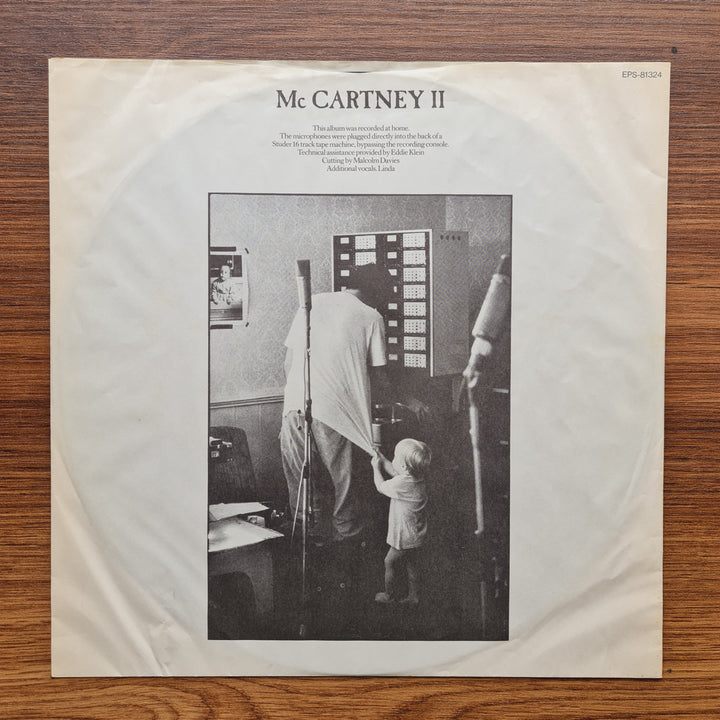 EPS-81324
Mc CARTNEY II
This album was recorded at home.
The microphones were plugged directly into the back of a
Studer 16 track tape machine, bypassing the recording console.
Technical assistance provided by Eddie Klein
Cutting by Malcolm Davies
Additional vocals. Linda